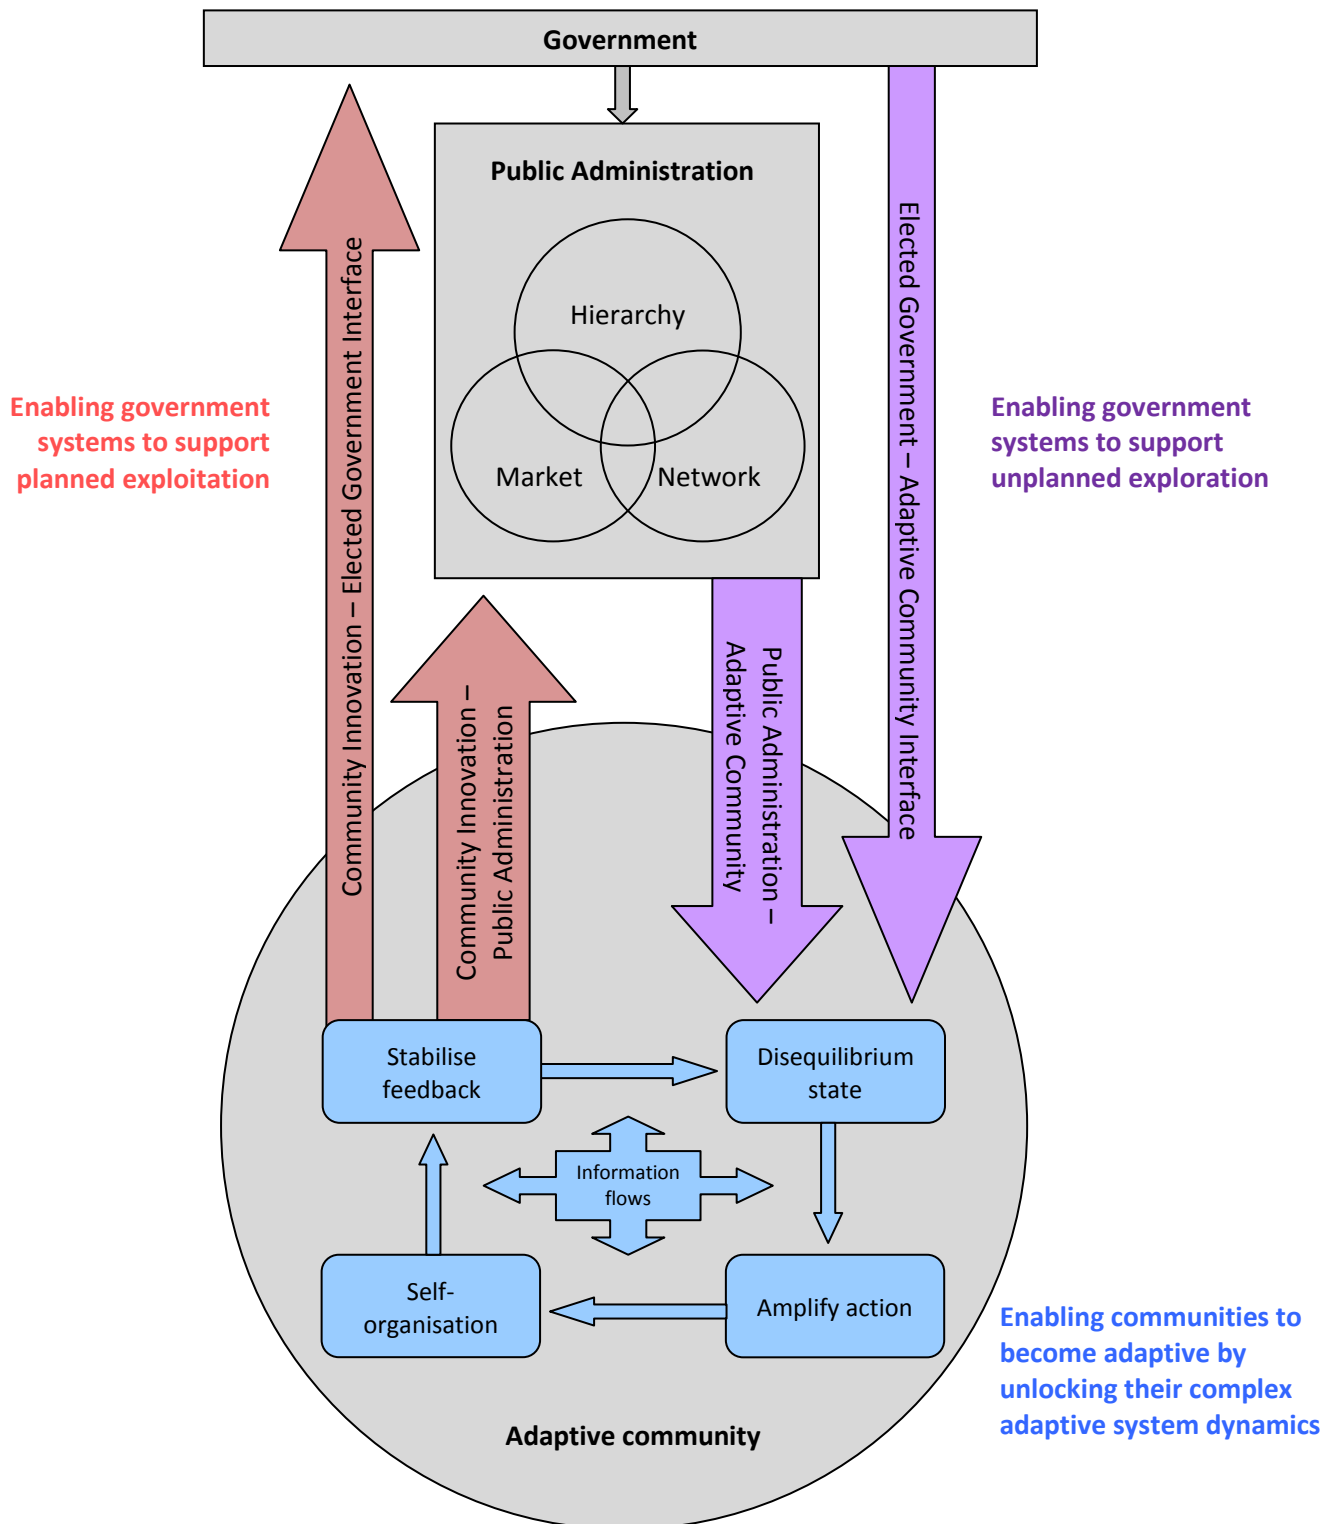 Government
Public Administration
Hierarchy
Market
Network
Community Innovation – Elected Government Interface
Elected Government – Adaptive Community Interface
Enabling government
systems to support
planned exploitation
Enabling government
systems to support
unplanned exploration
Community Innovation –
Public Administration
Public Administration –
Adaptive Community
Stabilise
feedback
Disequilibrium
state
Information
flows
Self-
organisation
Amplify action
Enabling communities to
become adaptive by
unlocking their complex
adaptive system dynamics
Adaptive community